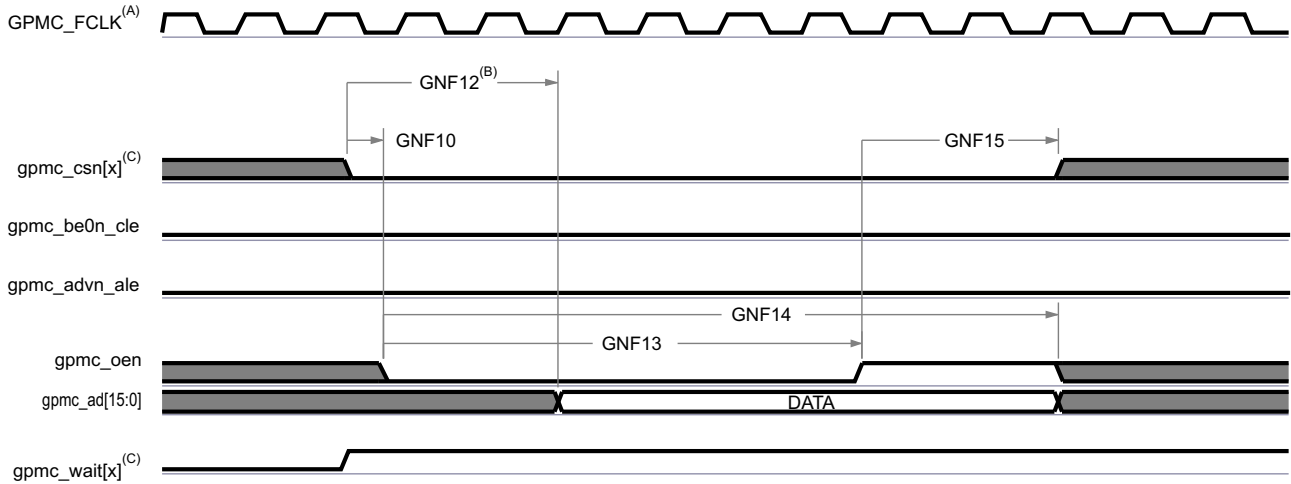 GPMC_FCLK(A)
GNF12(B)
GNF10
GNF15
gpmc_csn[x](C)
gpmc_be0n_cle
gpmc_advn_ale
GNF14
GNF13
gpmc_oen
gpmc_ad[15:0]
DATA
gpmc_wait[x](C)